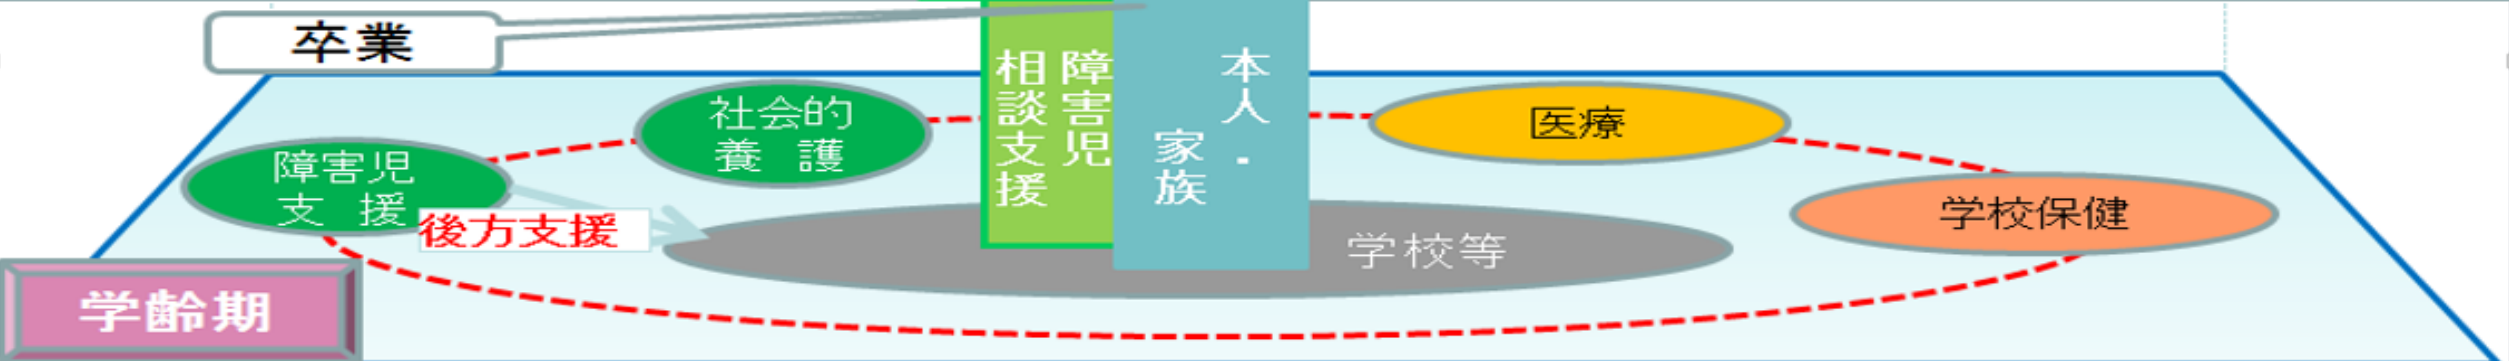 卒業
社会的
養　護
障害児
支　援
後方支援
障害児
相談支援
本人・
家族
医療
学校保健
学校等
学齢期